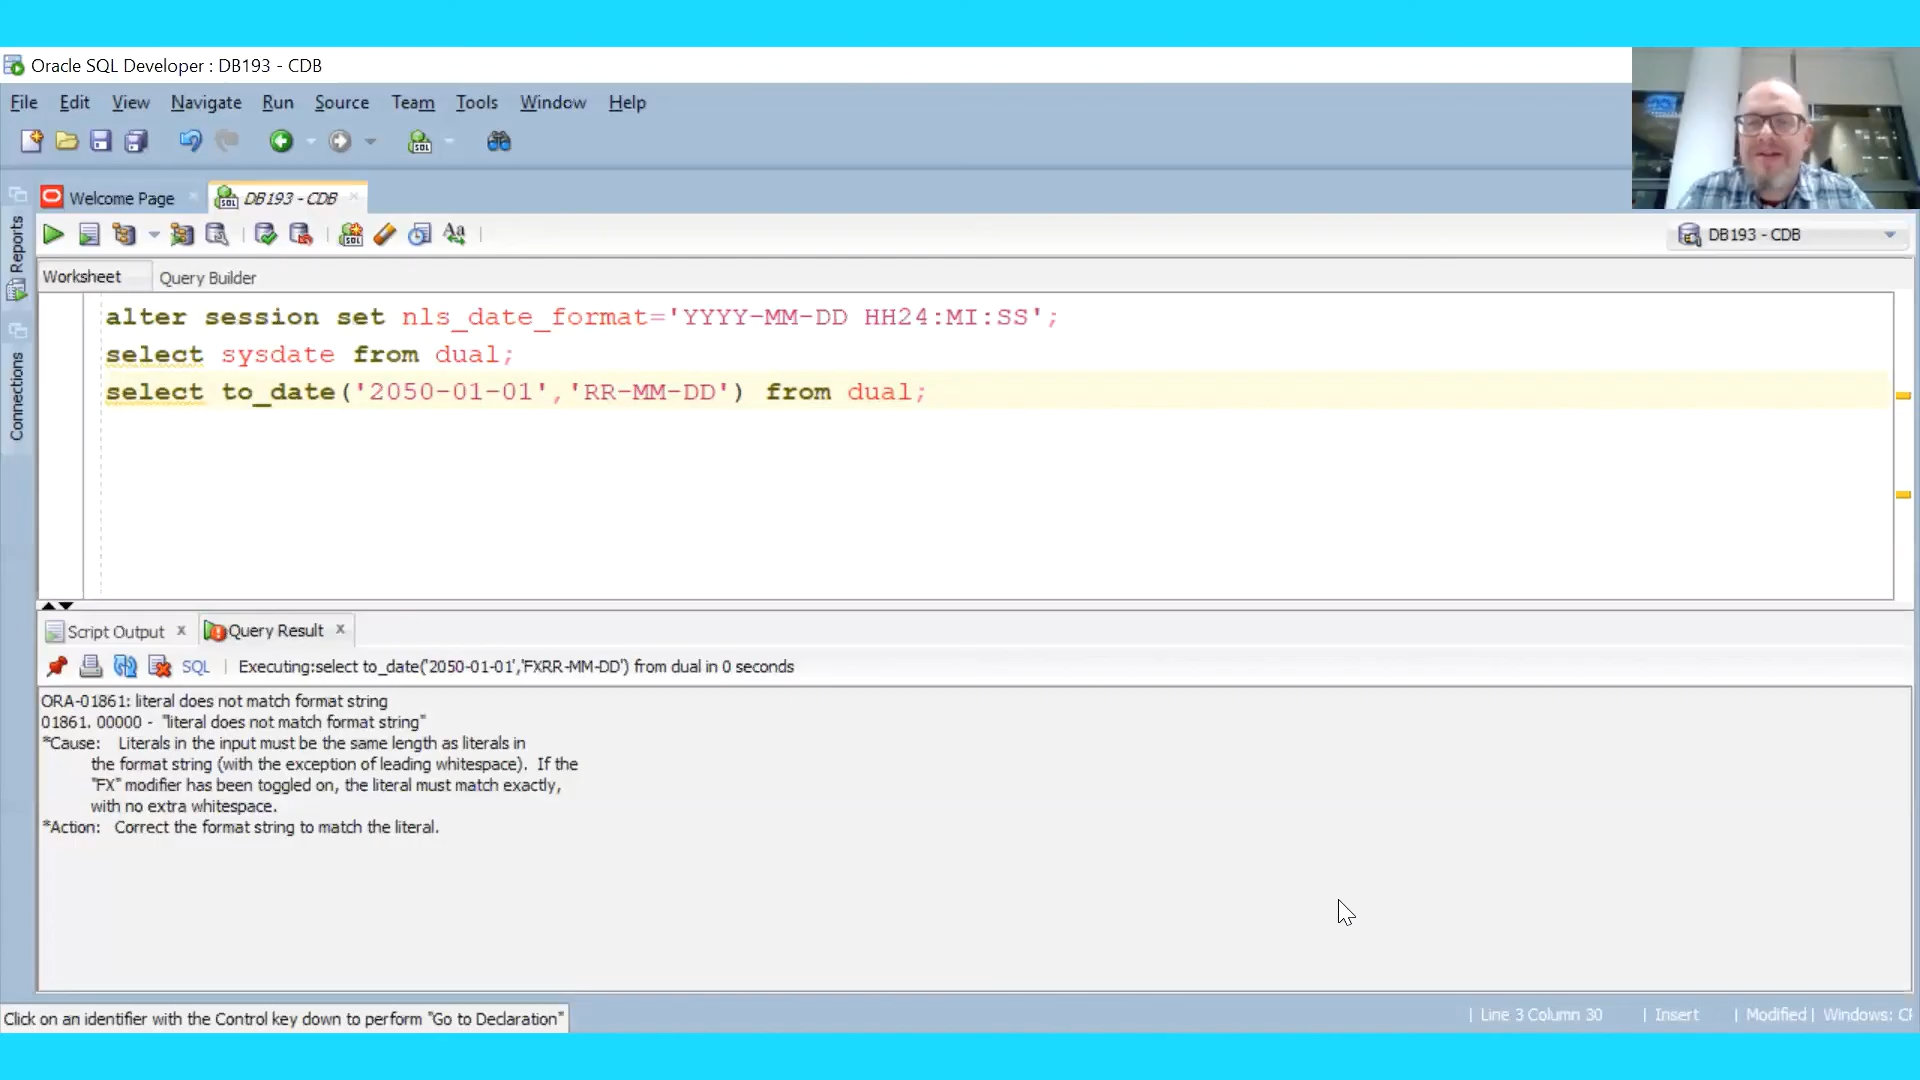 Oracle SQL Developer : DB193 - CDB
File Edit View Navigate Run Source Team Tools Window Help
Welcome Page
DB193 - CDB
DB193 - CDB
Reports
Connections
Worksheet Query Builder
alter session set nls_date_format='YYYY-MM-DD HH24:MI:SS';
select sysdate from dual;
select to_date('2050-01-01','RR-MM-DD') from dual;
Script Output x Query Result x
SQL | Executing:select to_date('2050-01-01','FXRR-MM-DD') from dual in 0 seconds
ORA-01861: literal does not match format string
01861. 00000 - "literal does not match format string"
*Cause: Literals in the input must be the same length as literals in
the format string (with the exception of leading whitespace). If the
"FX" modifier has been toggled on, the literal must match exactly,
with no extra whitespace.
*Action: Correct the format string to match the literal.
Click on an identifier with the Control key down to perform "Go to Declaration"
| Line 3 Column 30 | Insert | Modified | Windows: